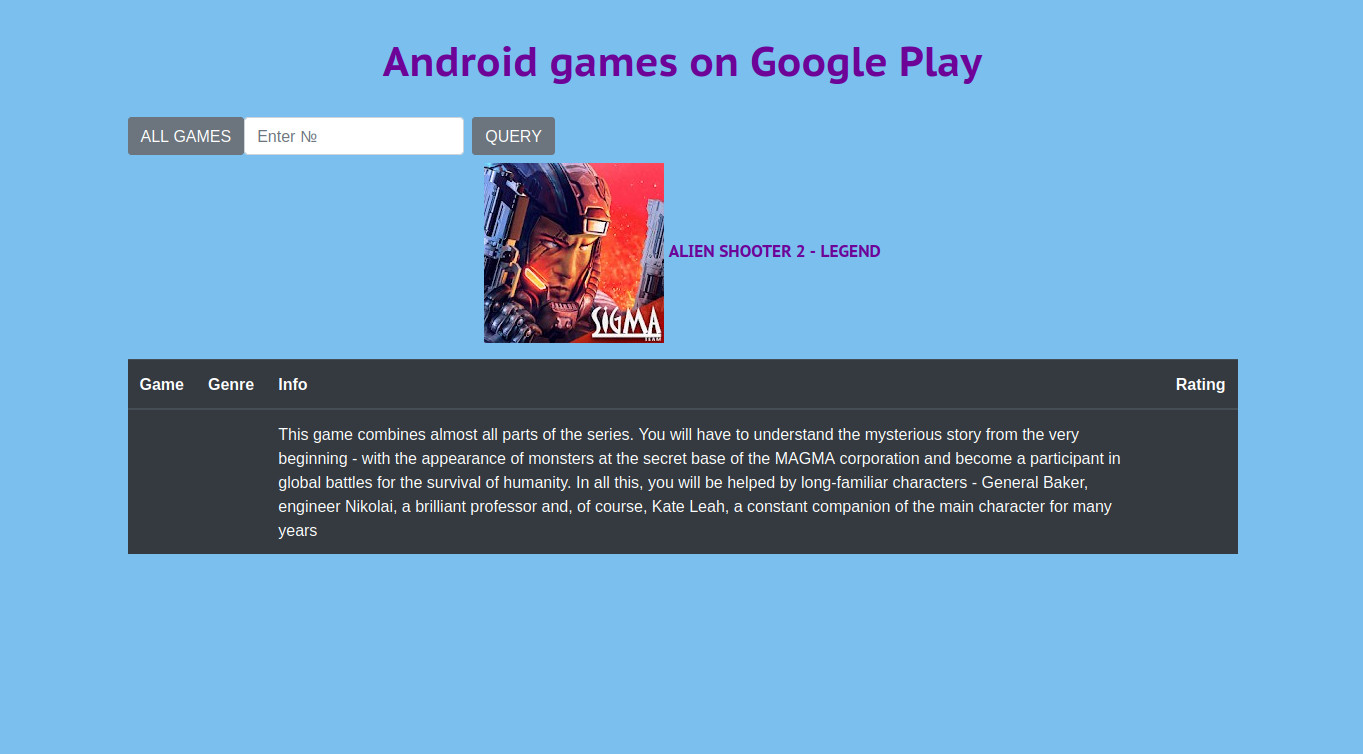 Android games on Google Play
ALL GAMES Enter № QUERY
SIGMA
TEAM
ALIEN SHOOTER 2 - LEGEND
Game Genre Info Rating
This game combines almost all parts of the series. You will have to understand the mysterious story from the very
beginning - with the appearance of monsters at the secret base of the MAGMA corporation and become a participant in
global battles for the survival of humanity. In all this, you will be helped by long-familiar characters - General Baker,
engineer Nikolai, a brilliant professor and, of course, Kate Leah, a constant companion of the main character for many
years